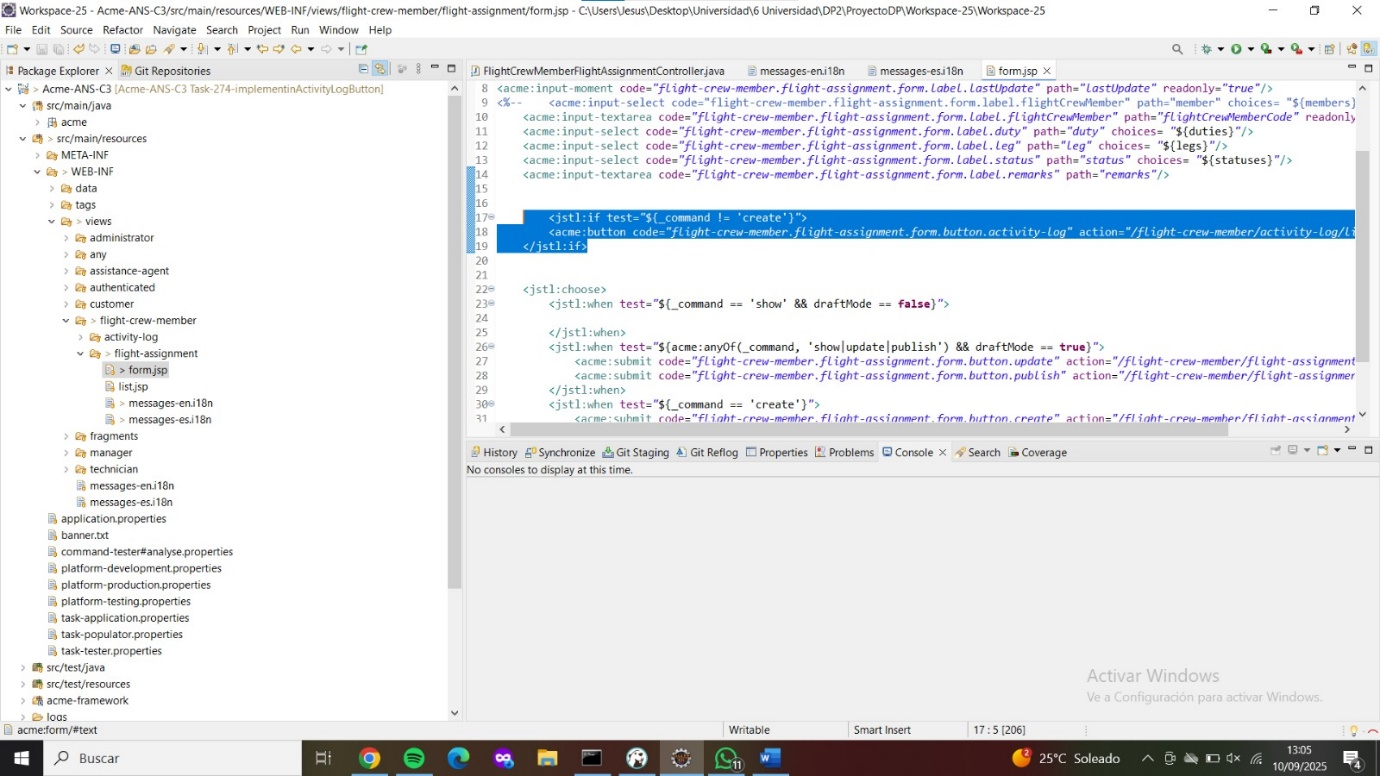 Workspace-25 - Acme-ANS-C3/src/main/resources/WEB-INF/views/flight-crew-member/flight-assignment/form.jsp - C:\Users\Jesus\Desktop\Universidad\6 Universidad\DP2\ProyectoDP\Workspace-25\Workspace-25
File Edit Source Refactor Navigate Search Project Run Window Help
Package Explorer Git Repositories
FlightCrewMemberFlightAssignmentController.java messages-en.i18n messages-es.i18n form.jsp
Acme-ANS-C3 [Acme-ANS-C3 Task-274-implementinActivityLogButton]
src/main/java
acme
src/main/resources
META-INF
WEB-INF
data
tags
views
administrator
any
assistance-agent
authenticated
customer
flight-crew-member
activity-log
flight-assignment
form.jsp
list.jsp
messages-en.i18n
messages-es.i18n
fragments
manager
technician
messages-en.i18n
messages-es.i18n
application.properties
banner.txt
command-tester#analyse.properties
platform-development.properties
platform-production.properties
platform-testing.properties
task-application.properties
task-populator.properties
task-tester.properties
src/test/java
src/test/resources
acme-framework
logs
8 <acme:input-moment code="flight-crew-member.flight-assignment.form.label.lastUpdate" path="lastUpdate" readonly="true"/>
9 <%-- <acme:input-select code="flight-crew-member.flight-assignment.form.label.flightCrewMember" path="member" choices= "${members}
10 <acme:input-textarea code="flight-crew-member.flight-assignment.form.label.flightCrewMember" path="flightCrewMemberCode" readonly
11 <acme:input-select code="flight-crew-member.flight-assignment.form.label.duty" path="duty" choices= "${duties}"/>
12 <acme:input-select code="flight-crew-member.flight-assignment.form.label.leg" path="leg" choices= "${legs}"/>
13 <acme:input-select code="flight-crew-member.flight-assignment.form.label.status" path="status" choices= "${statuses}"/>
14 <acme:input-textarea code="flight-crew-member.flight-assignment.form.label.remarks" path="remarks"/>
15
16
17 <jstl:if test="${_command != 'create'}">
18 <acme:button code="flight-crew-member.flight-assignment.form.button.activity-log" action="/flight-crew-member/activity-log/li
19 </jstl:if>
20
21
22 <jstl:choose>
23 <jstl:when test="${_command == 'show' && draftMode == false}">
24
25 </jstl:when>
26 <jstl:when test="${acme:anyOf(_command, 'show|update|publish') && draftMode == true}">
27 <acme:submit code="flight-crew-member.flight-assignment.form.button.update" action="/flight-crew-member/flight-assignmen
28 <acme:submit code="flight-crew-member.flight-assignment.form.button.publish" action="/flight-crew-member/flight-assignmer
29 </jstl:when>
30 <jstl:when test="${_command == 'create'}">
31 <acme:submit code="flight-crew-member.flight-assignment.form.button.create" action="/flight-crew-member/flight-assignment
History Synchronize Git Staging Git Reflog Properties Problems Console Search Coverage
No consoles to display at this time.
Activar Windows
Ve a Configuración para activar Windows.
acme:form/#text Writable Smart Insert 17 : 5 [206]
Buscar
11
25°C Soleado
13:05
10/09/2025
4